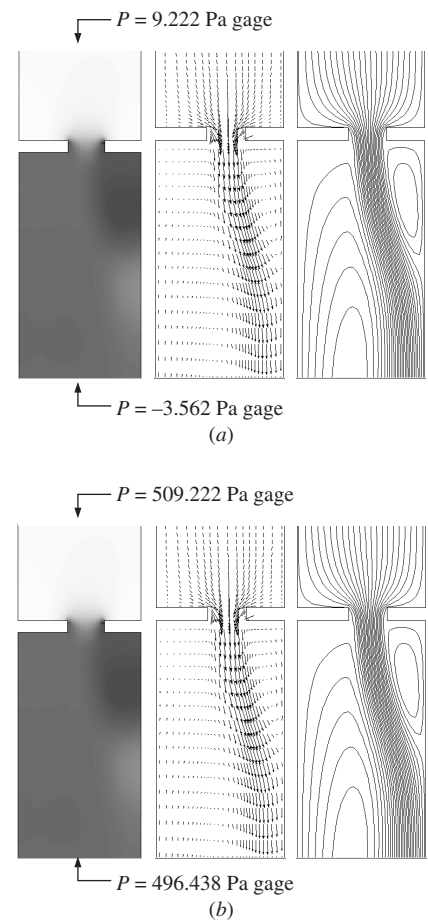 P = 9.222 Pa gage
P = –3.562 Pa gage
(a)
P = 509.222 Pa gage
P = 496.438 Pa gage
(b)